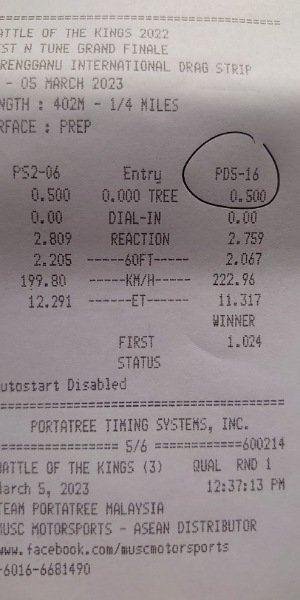 ATTLE OF THE KINGS 2022
EST N TUNE GRAND FINALE
RENGGANU INTERNATIONAL DRAG STRIP
- 05 MARCH 2023
NGTH : 402M - 1/4 MILES
RFACE : PREP
PS2-06 Entry PD5-16
0.500 0.000 TREE 0.500
0.00 DIAL-IN 0.00
2.809 REACTION 2.759
2.205 -----60FT----- 2.067
199.80 -----KM/H----- 222.96
12.291 ------ET------ 11.317
WINNER
FIRST 1.024
STATUS
utostart Disabled
PORTATREE TIMING SYSTEMS, INC.
================= 5/6 ============600214
BATTLE OF THE KINGS (3) QUAL RND 1
March 5, 2023 12:37:13 PM
TEAM PORTATREE MALAYSIA
MUSC MOTORSPORTS - ASEAN DISTRIBUTOR
www.facebook.com/muscmotorsports
-6016-6681490